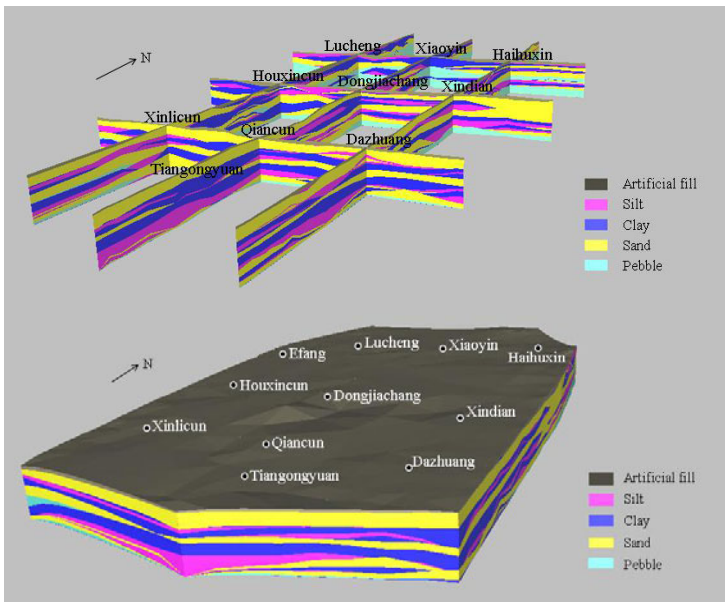 Lucheng
Xiaoyin
Haihuxin
N
Houxincun
Dongjiachang
Xindian
Xinlicun
Qiancun
Dazhuang
Tiangongyuan
Artificial fill
Silt
Clay
Sand
Pebble
Lucheng
Xiaoyin
Efang
Haihuxin
N
Houxincun
Dongjiachang
Xindian
Xinlicun
Qiancun
Dazhuang
Tiangongyuan
Artificial fill
Silt
Clay
Sand
Pebble